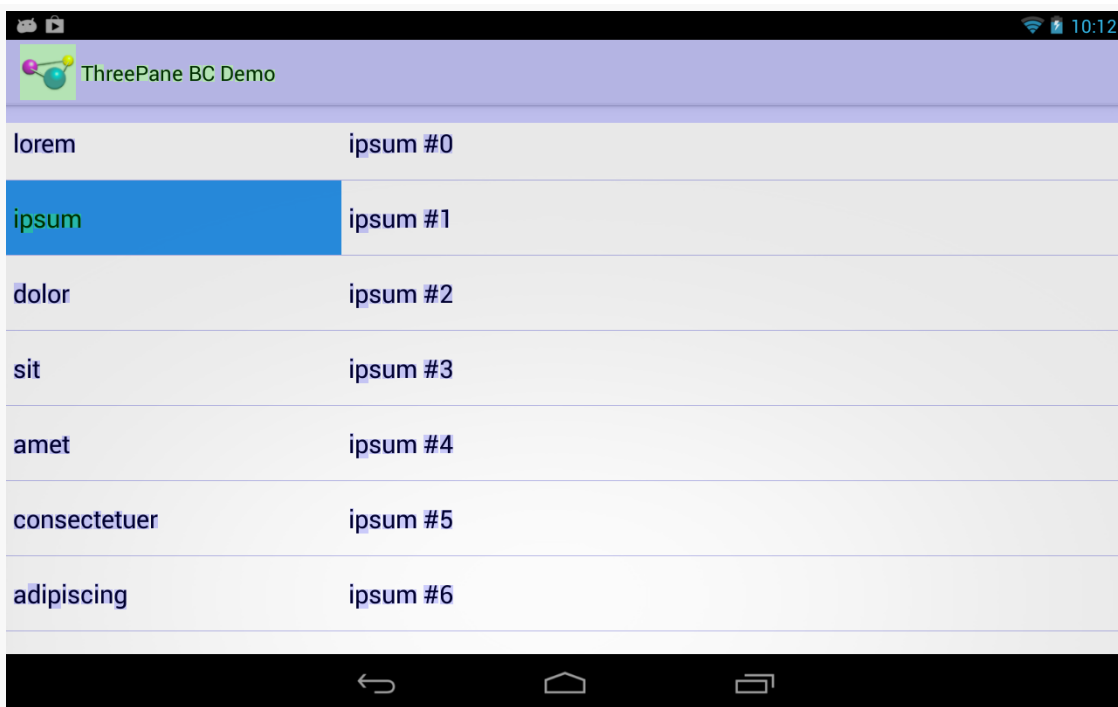 10:12
ThreePane BC Demo
lorem
ipsum #0
ipsum
ipsum #1
dolor
ipsum #2
sit
ipsum #3
amet
ipsum #4
consectetuer
ipsum #5
adipiscing
ipsum #6